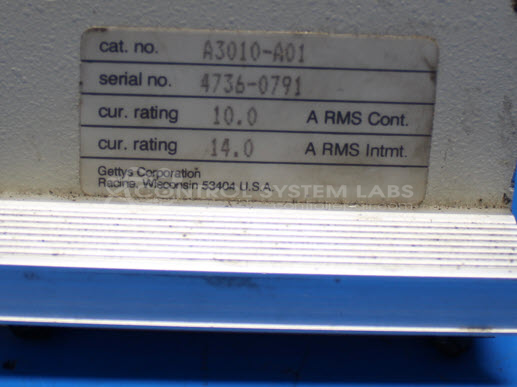 cat. no. A3010-A01
serial no. 4736-0791
cur. rating 10.0 A RMS Cont.
cur. rating 14.0 A RMS Intmt.
Gettys Corporation
Racine, Wisconsin 53404 U.S.A.
CONTROL SYSTEM LABS